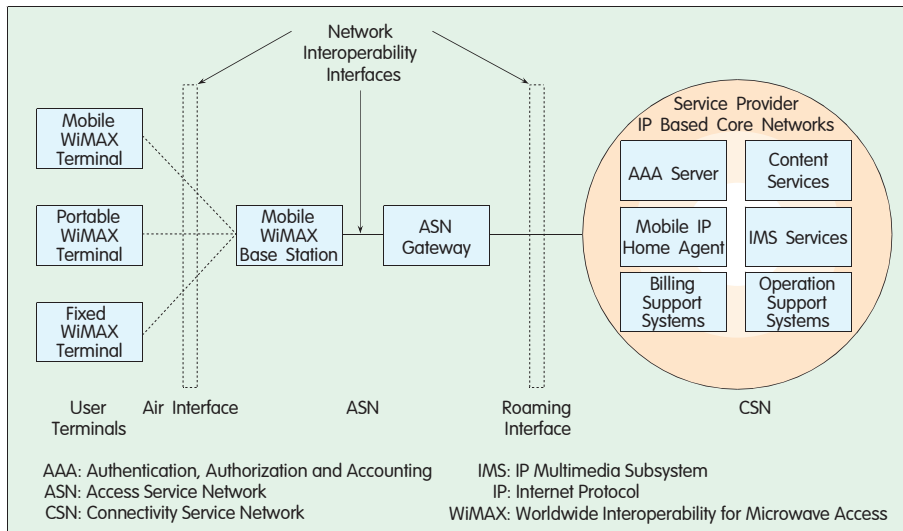 Network
Interoperability
Interfaces
Service Provider
IP Based Core Networks
Mobile
WiMAX
Terminal
Portable
WiMAX
Terminal
Fixed
WiMAX
Terminal
Mobile
WiMAX
Base Station
ASN
Gateway
AAA Server
Content
Services
Mobile IP
Home Agent
IMS Services
Billing
Support
Systems
Operation
Support
Systems
User
Terminals
Air Interface
ASN
Roaming
Interface
CSN
AAA: Authentication, Authorization and Accounting
ASN: Access Service Network
CSN: Connectivity Service Network
IMS: IP Multimedia Subsystem
IP: Internet Protocol
WiMAX: Worldwide Interoperability for Microwave Access